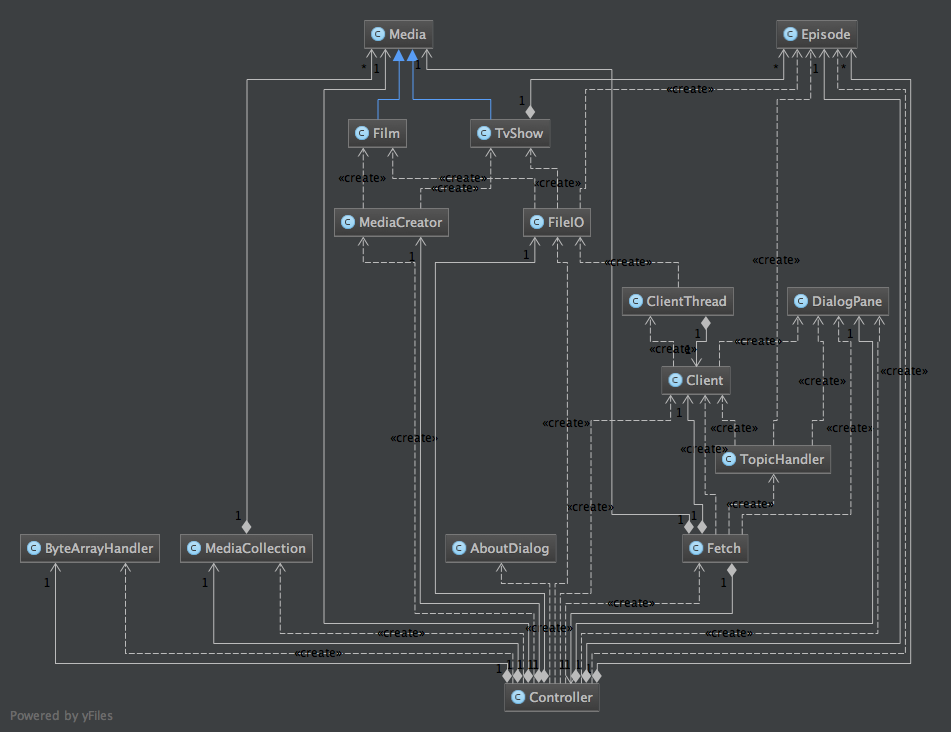 C Media
C Episode
* 1 1
* 1 *
«create»
1
C Film
C TvShow
«create»
«create»
«create»
«create»
C MediaCreator
C FileIO
1
1
«create»
«create»
C ClientThread
C DialogPane
1
1
«create»
1
«create»
«create»
C Client
«create»
1
«create»
«create»
«create»
«create»
«create»
C TopicHandler
«create»
«create»
1
1
1
C ByteArrayHandler
C MediaCollection
C AboutDialog
C Fetch
1
1
1
«create»
«create»
«create»
«create»
«create»
1
1
1
1
1
1
1
1
1
C Controller
Powered by yFiles